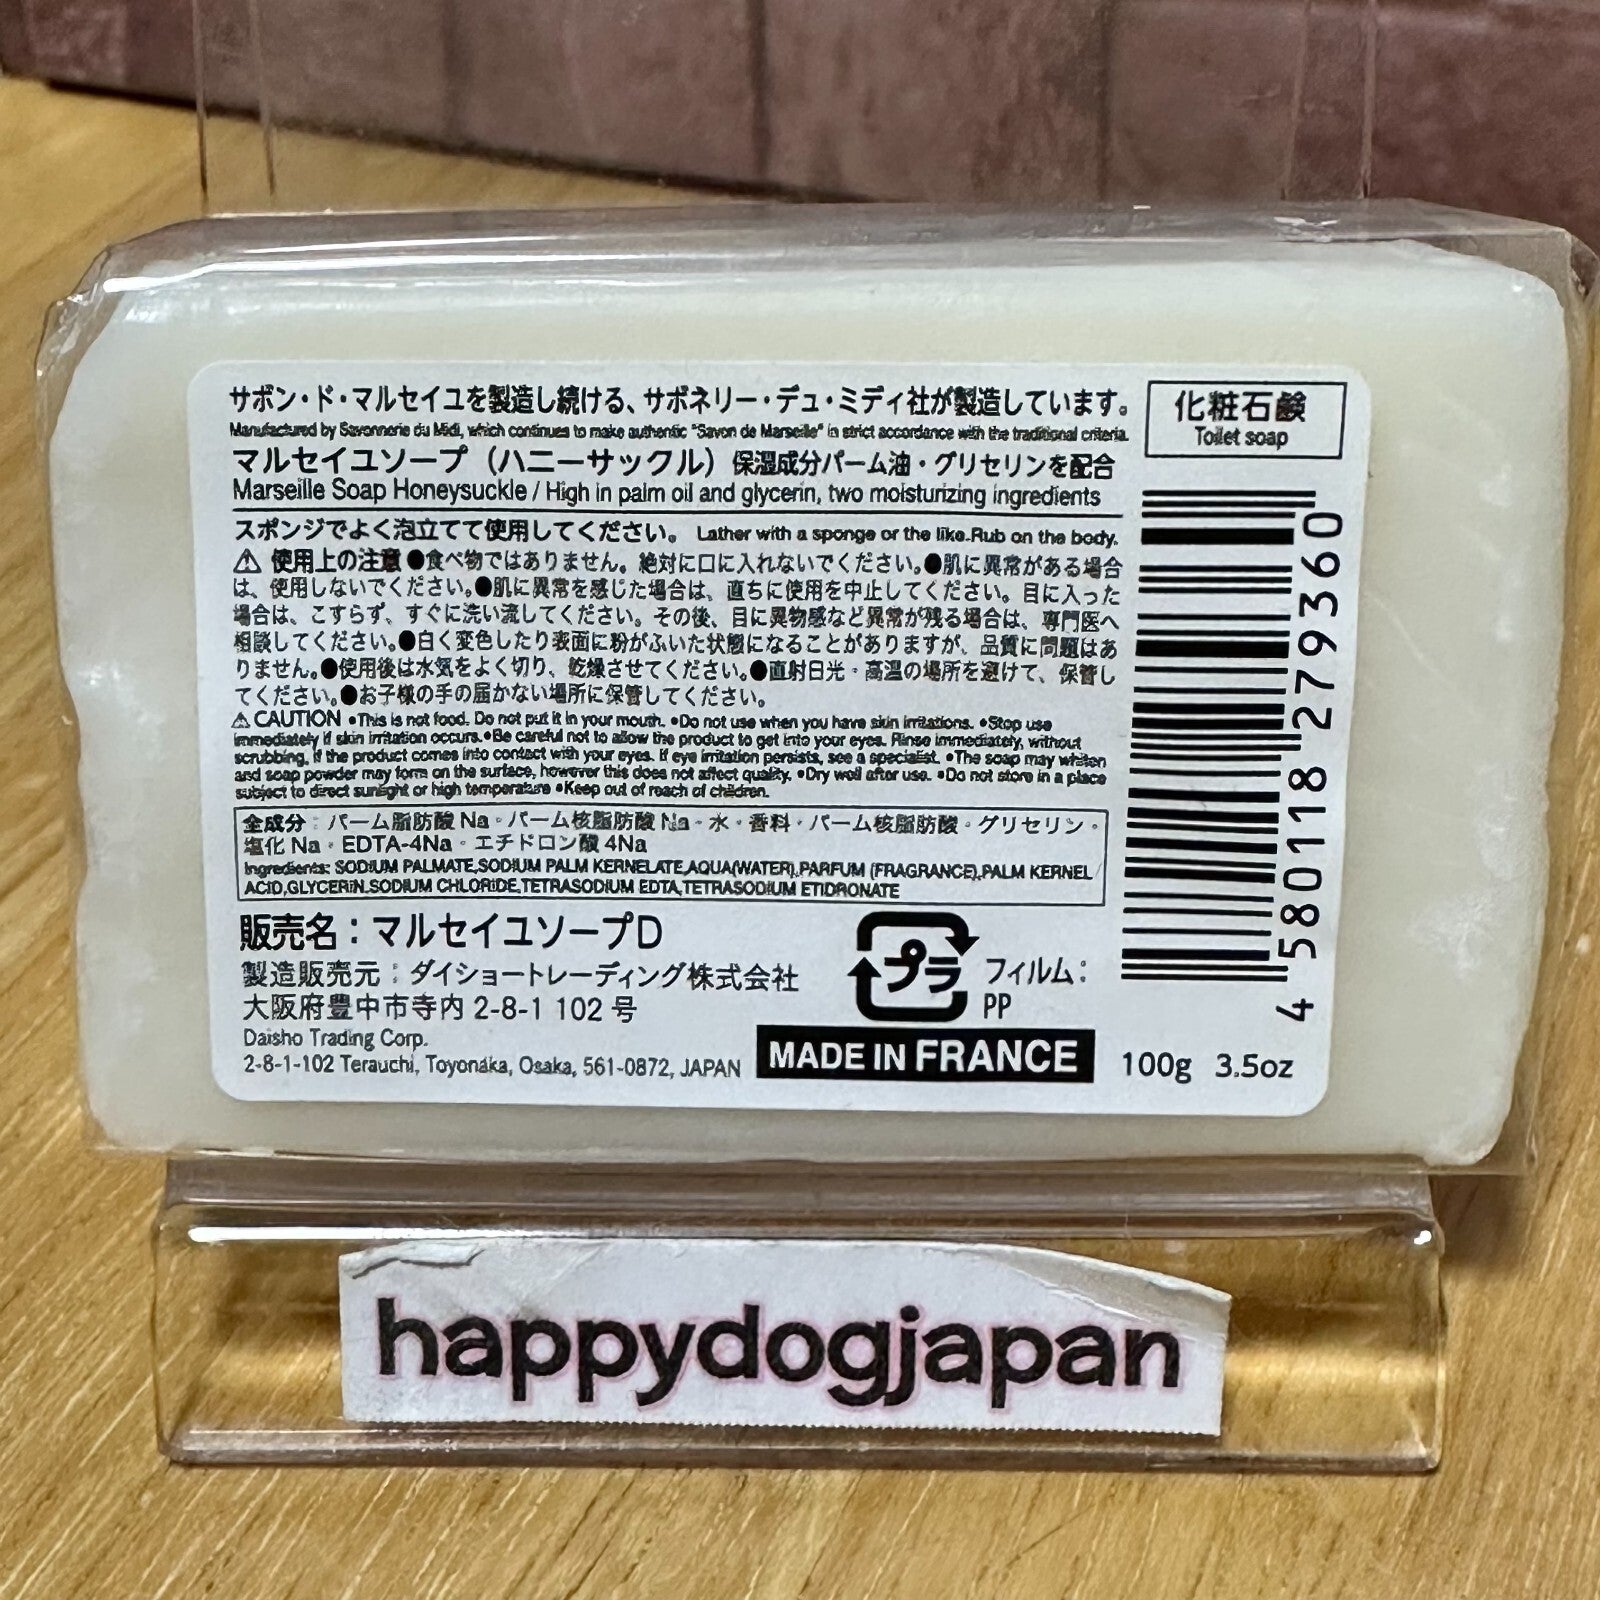 サボン・ド・マルセイユを製造し続ける、サボネリー・デュ・ミディ社が製造しています。
Manufactured by Savonnerie du Midi, which continues to make authentic "Savon de Marseille" in strict accordance with the traditional criteria.
マルセイユソープ（ハニーサックル）保湿成分パーム油・グリセリンを配合
Marseille Soap Honeysuckle / High in palm oil and glycerin, two moisturizing ingredients
化粧石鹸
Toilet soap
スポンジでよく泡立てて使用してください。 Lather with a sponge or the like.Rub on the body.
⚠ 使用上の注意 ●食べ物ではありません。絶対に口に入れないでください。●肌に異常がある場合
は、使用しないでください。●肌に異常を感じた場合は、直ちに使用を中止してください。目に入った
場合は、こすらず、すぐに洗い流してください。その後、目に異物感など異常が残る場合は、専門医へ
相談してください。●白く変色したり表面に粉がふいた状態になることがありますが、品質に問題はあ
りません。●使用後は水気をよく切り、乾燥させてください。●直射日光・高温の場所を避けて、保管し
てください。●お子様の手の届かない場所に保管してください。
⚠ CAUTION •This is not food. Do not put it in your mouth. •Do not use when you have skin irritations. •Stop use
immediately if skin irritation occurs. •Be careful not to allow the product to get into your eyes. Rinse immediately, without
scrubbing, if the product comes into contact with your eyes. If eye irritation persists, see a specialist. •The soap may whiten
and soap powder may form on the surface, however this does not affect quality. •Dry well after use. •Do not store in a place
subject to direct sunlight or high temperature •Keep out of reach of children.
全成分：パーム脂肪酸 Na・パーム核脂肪酸 Na・水・香料・パーム核脂肪酸・グリセリン・
塩化 Na・EDTA-4Na・エチドロン酸 4Na
Ingredients: SODIUM PALMATE,SODIUM PALM KERNELATE,AQUA(WATER),PARFUM (FRAGRANCE),PALM KERNEL
ACID,GLYCERIN,SODIUM CHLORIDE,TETRASODIUM EDTA,TETRASODIUM ETIDRONATE
販売名：マルセイユソープD
製造販売元：ダイショートレーディング株式会社
大阪府豊中市寺内 2-8-1 102 号
Daisho Trading Corp.
2-8-1-102 Terauchi, Toyonaka, Osaka, 561-0872, JAPAN
プラ
フィルム：
PP
MADE IN FRANCE
100g 3.5oz
4 580118 279360
happydogjapan